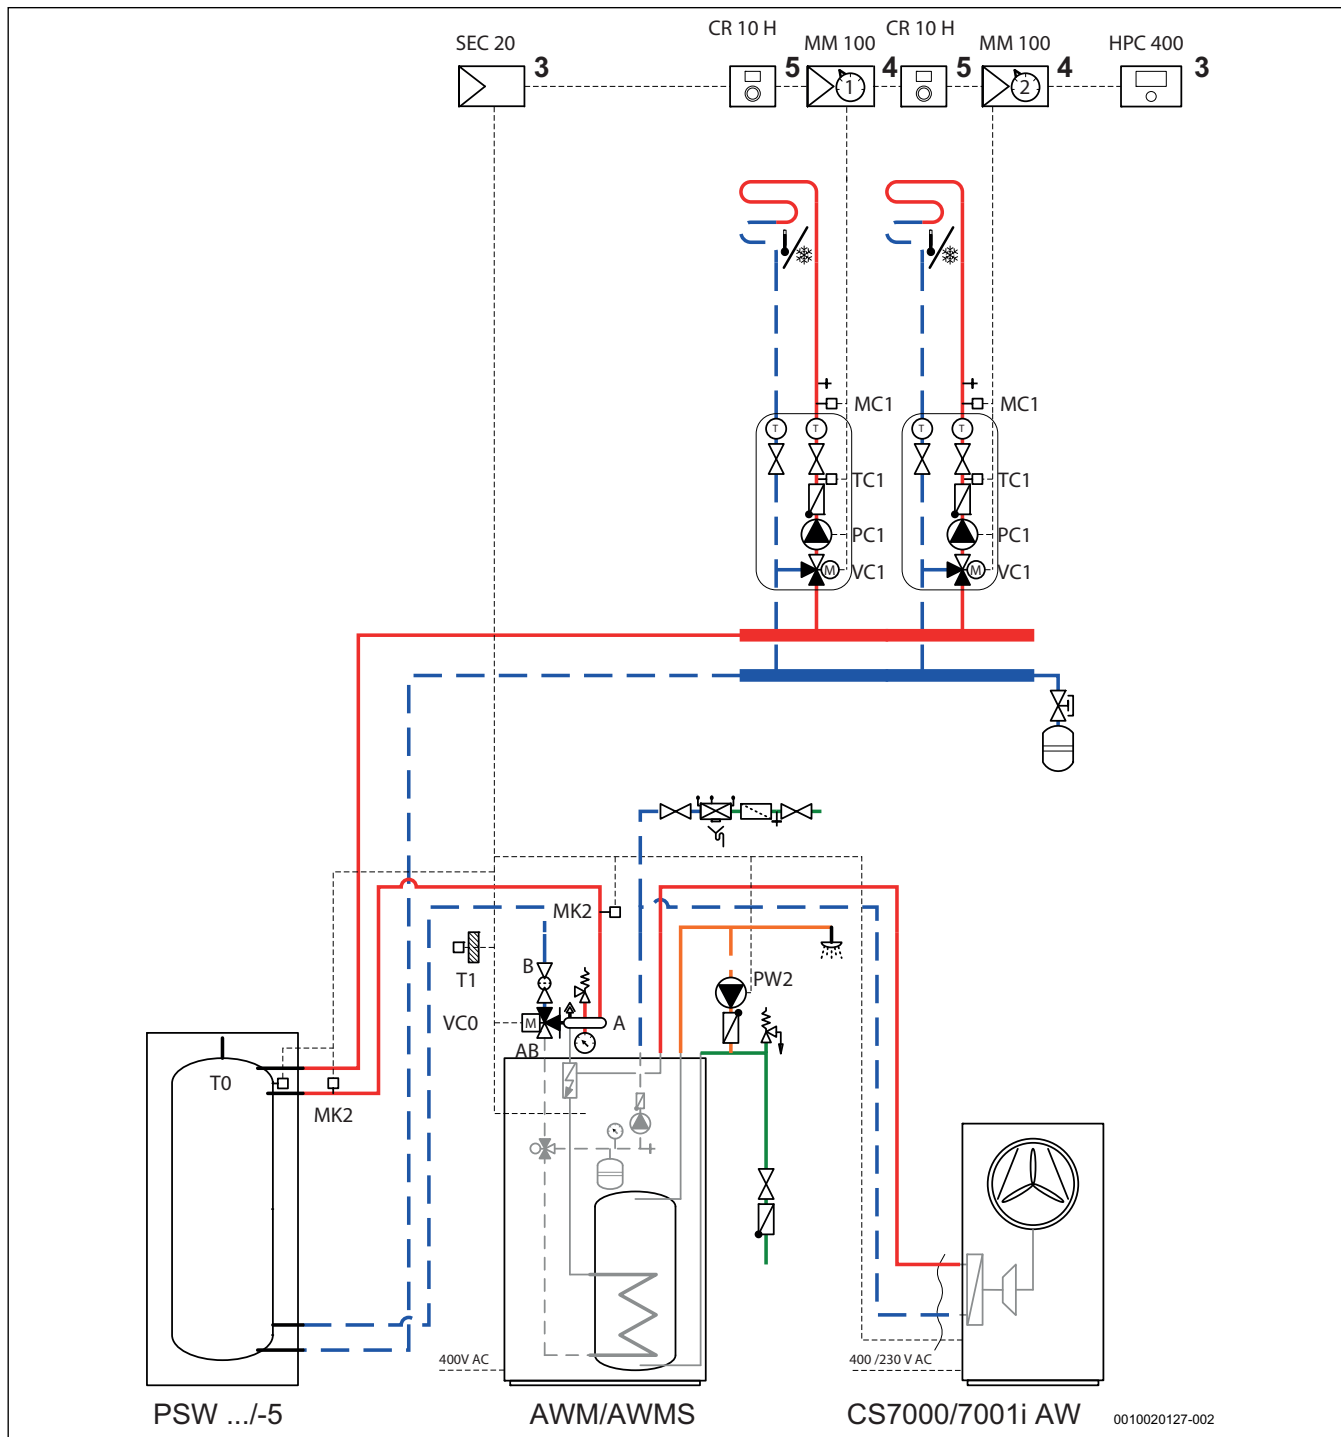 SEC 20
3
CR 10 H
5
MM 100
1
4
CR 10 H
5
MM 100
2
4
HPC 400
3
MC1
MC1
T
T
T
T
TC1
TC1
PC1
PC1
M
VC1
M
VC1
MK2
B
T1
PW2
VC0
M
A
AB
T0
MK2
400V AC
400 /230 V AC
PSW .../-5
AWM/AWMS
CS7000/7001i AW
0010020127-002